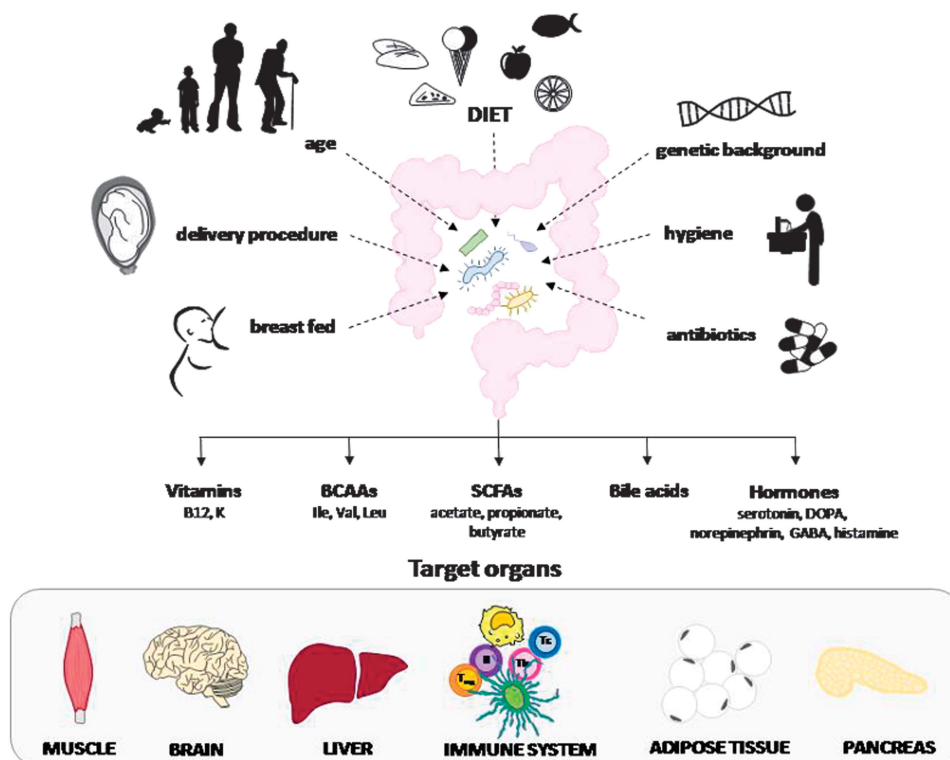 DIET
age
genetic background
delivery procedure
hygiene
breast fed
antibiotics
Vitamins
B12, K
BCAAs
Ile, Val, Leu
SCFAs
acetate, propionate,
butyrate
Bile acids
Hormones
serotonin, DOPA,
norepinephrin, GABA, histamine
Target organs
Tc
B
Th
MUSCLE
BRAIN
LIVER
IMMUNE SYSTEM
ADIPOSE TISSUE
PANCREAS